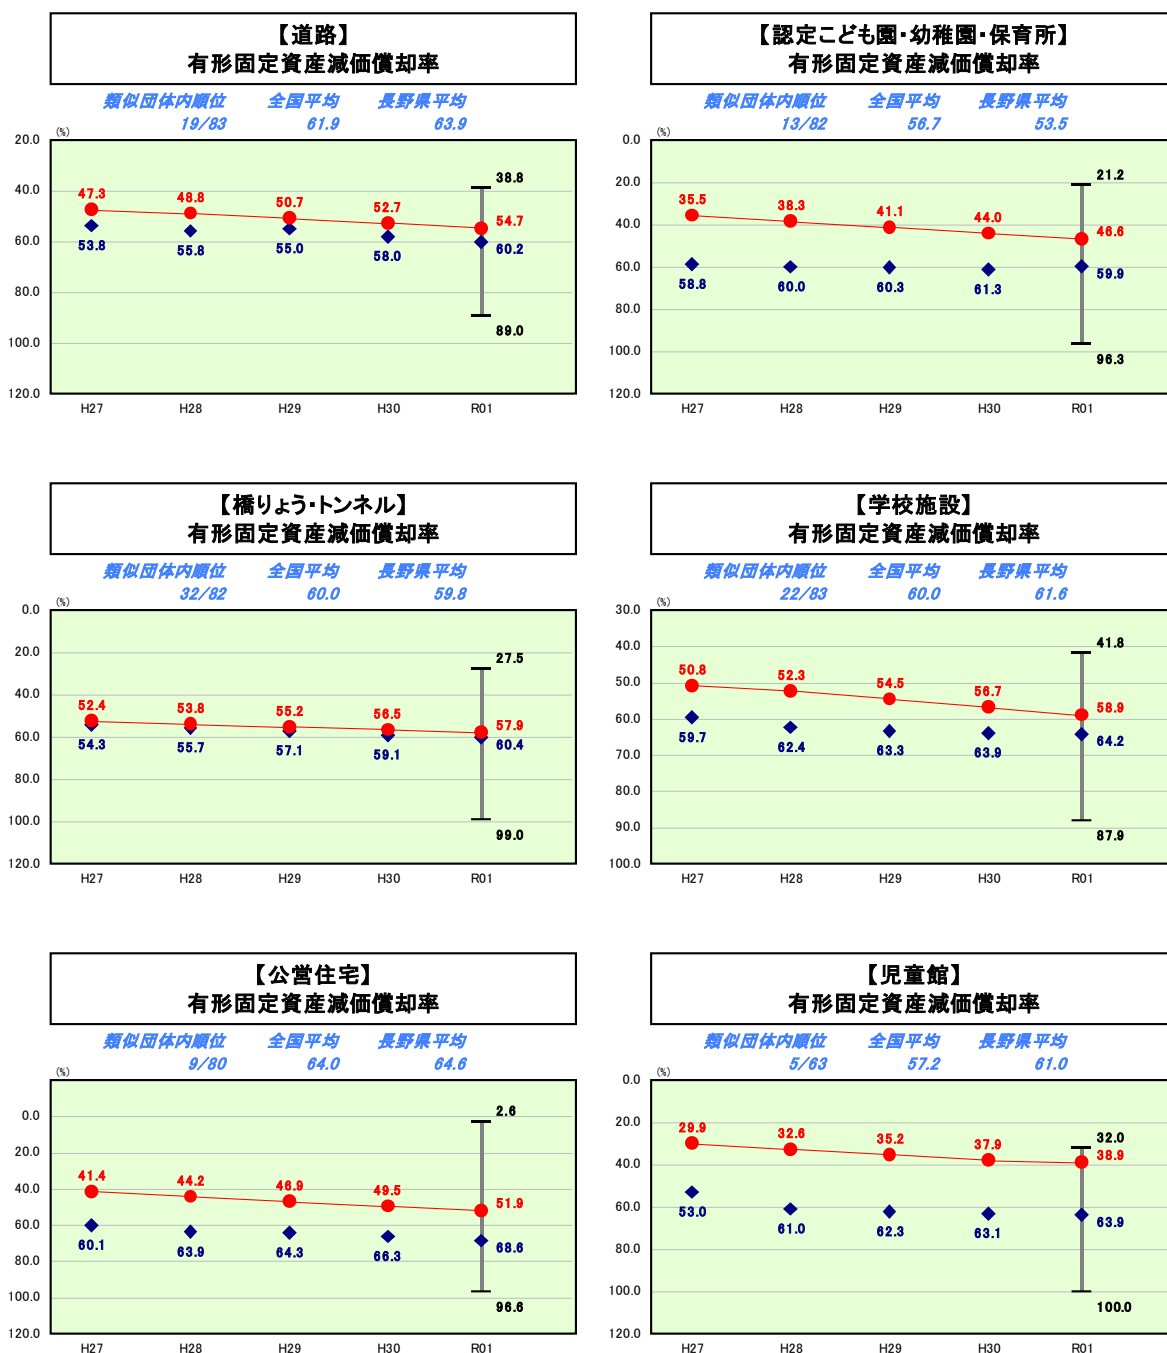 【道路】
有形固定資産減価償却率
類似団体内順位 全国平均 長野県平均
19/83 61.9 63.9
(%)
20.0
40.0
60.0
80.0
100.0
120.0
47.3 48.8 50.7 52.7 54.7
53.8 55.8 55.0 58.0 60.2
38.8
89.0
H27 H28 H29 H30 R01
【認定こども園・幼稚園・保育所】
有形固定資産減価償却率
類似団体内順位 全国平均 長野県平均
13/82 56.7 53.5
(%)
0.0
20.0
40.0
60.0
80.0
100.0
120.0
35.5 38.3 41.1 44.0 46.6
58.8 60.0 60.3 61.3 59.9
21.2
96.3
H27 H28 H29 H30 R01
【橋りょう・トンネル】
有形固定資産減価償却率
類似団体内順位 全国平均 長野県平均
32/82 60.0 59.8
(%)
0.0
20.0
40.0
60.0
80.0
100.0
120.0
52.4 53.8 55.2 56.5 57.9
54.3 55.7 57.1 59.1 60.4
27.5
99.0
H27 H28 H29 H30 R01
【学校施設】
有形固定資産減価償却率
類似団体内順位 全国平均 長野県平均
22/83 60.0 61.6
(%)
30.0
40.0
50.0
60.0
70.0
80.0
90.0
100.0
50.8 52.3 54.5 56.7 58.9
59.7 62.4 63.3 63.9 64.2
41.8
87.9
H27 H28 H29 H30 R01
【公営住宅】
有形固定資産減価償却率
類似団体内順位 全国平均 長野県平均
9/80 64.0 64.6
(%)
0.0
20.0
40.0
60.0
80.0
100.0
120.0
41.4 44.2 46.9 49.5 51.9
60.1 63.9 64.3 66.3 68.6
2.6
96.6
H27 H28 H29 H30 R01
【児童館】
有形固定資産減価償却率
類似団体内順位 全国平均 長野県平均
5/63 57.2 61.0
(%)
0.0
20.0
40.0
60.0
80.0
100.0
120.0
29.9 32.6 35.2 37.9 38.9
53.0 61.0 62.3 63.1 63.9
32.0
100.0
H27 H28 H29 H30 R01